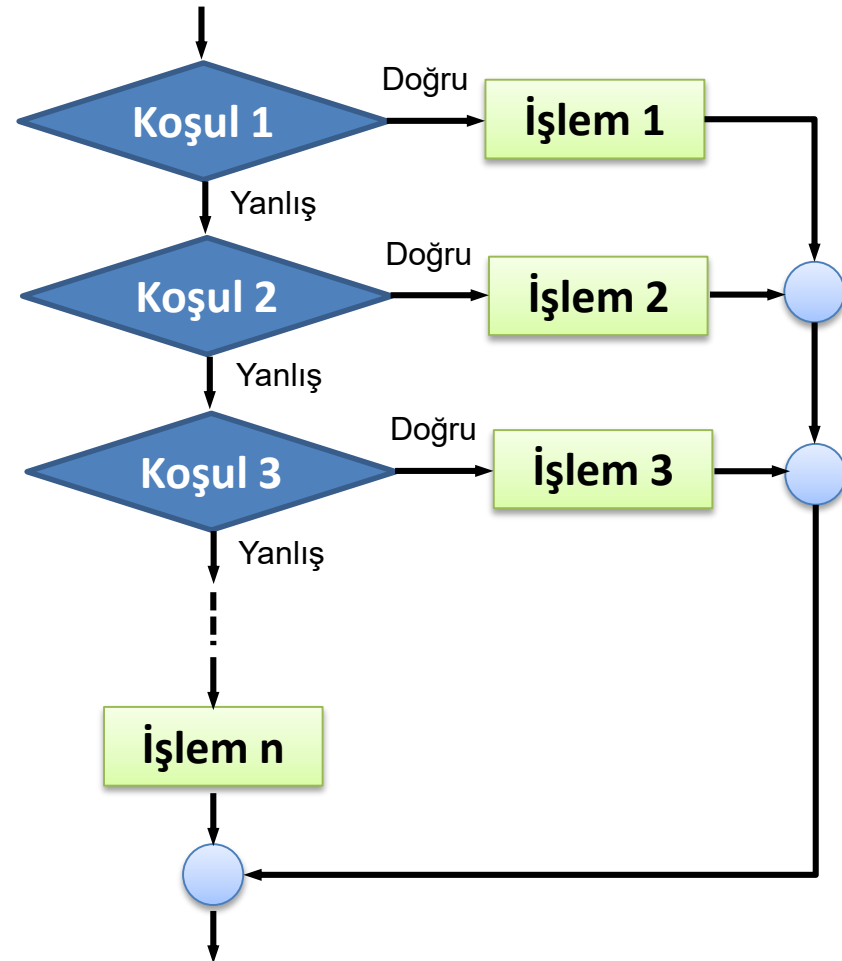 Doğru
Koşul 1
İşlem 1
Yanlış
Doğru
Koşul 2
İşlem 2
Yanlış
Doğru
Koşul 3
İşlem 3
Yanlış
İşlem n